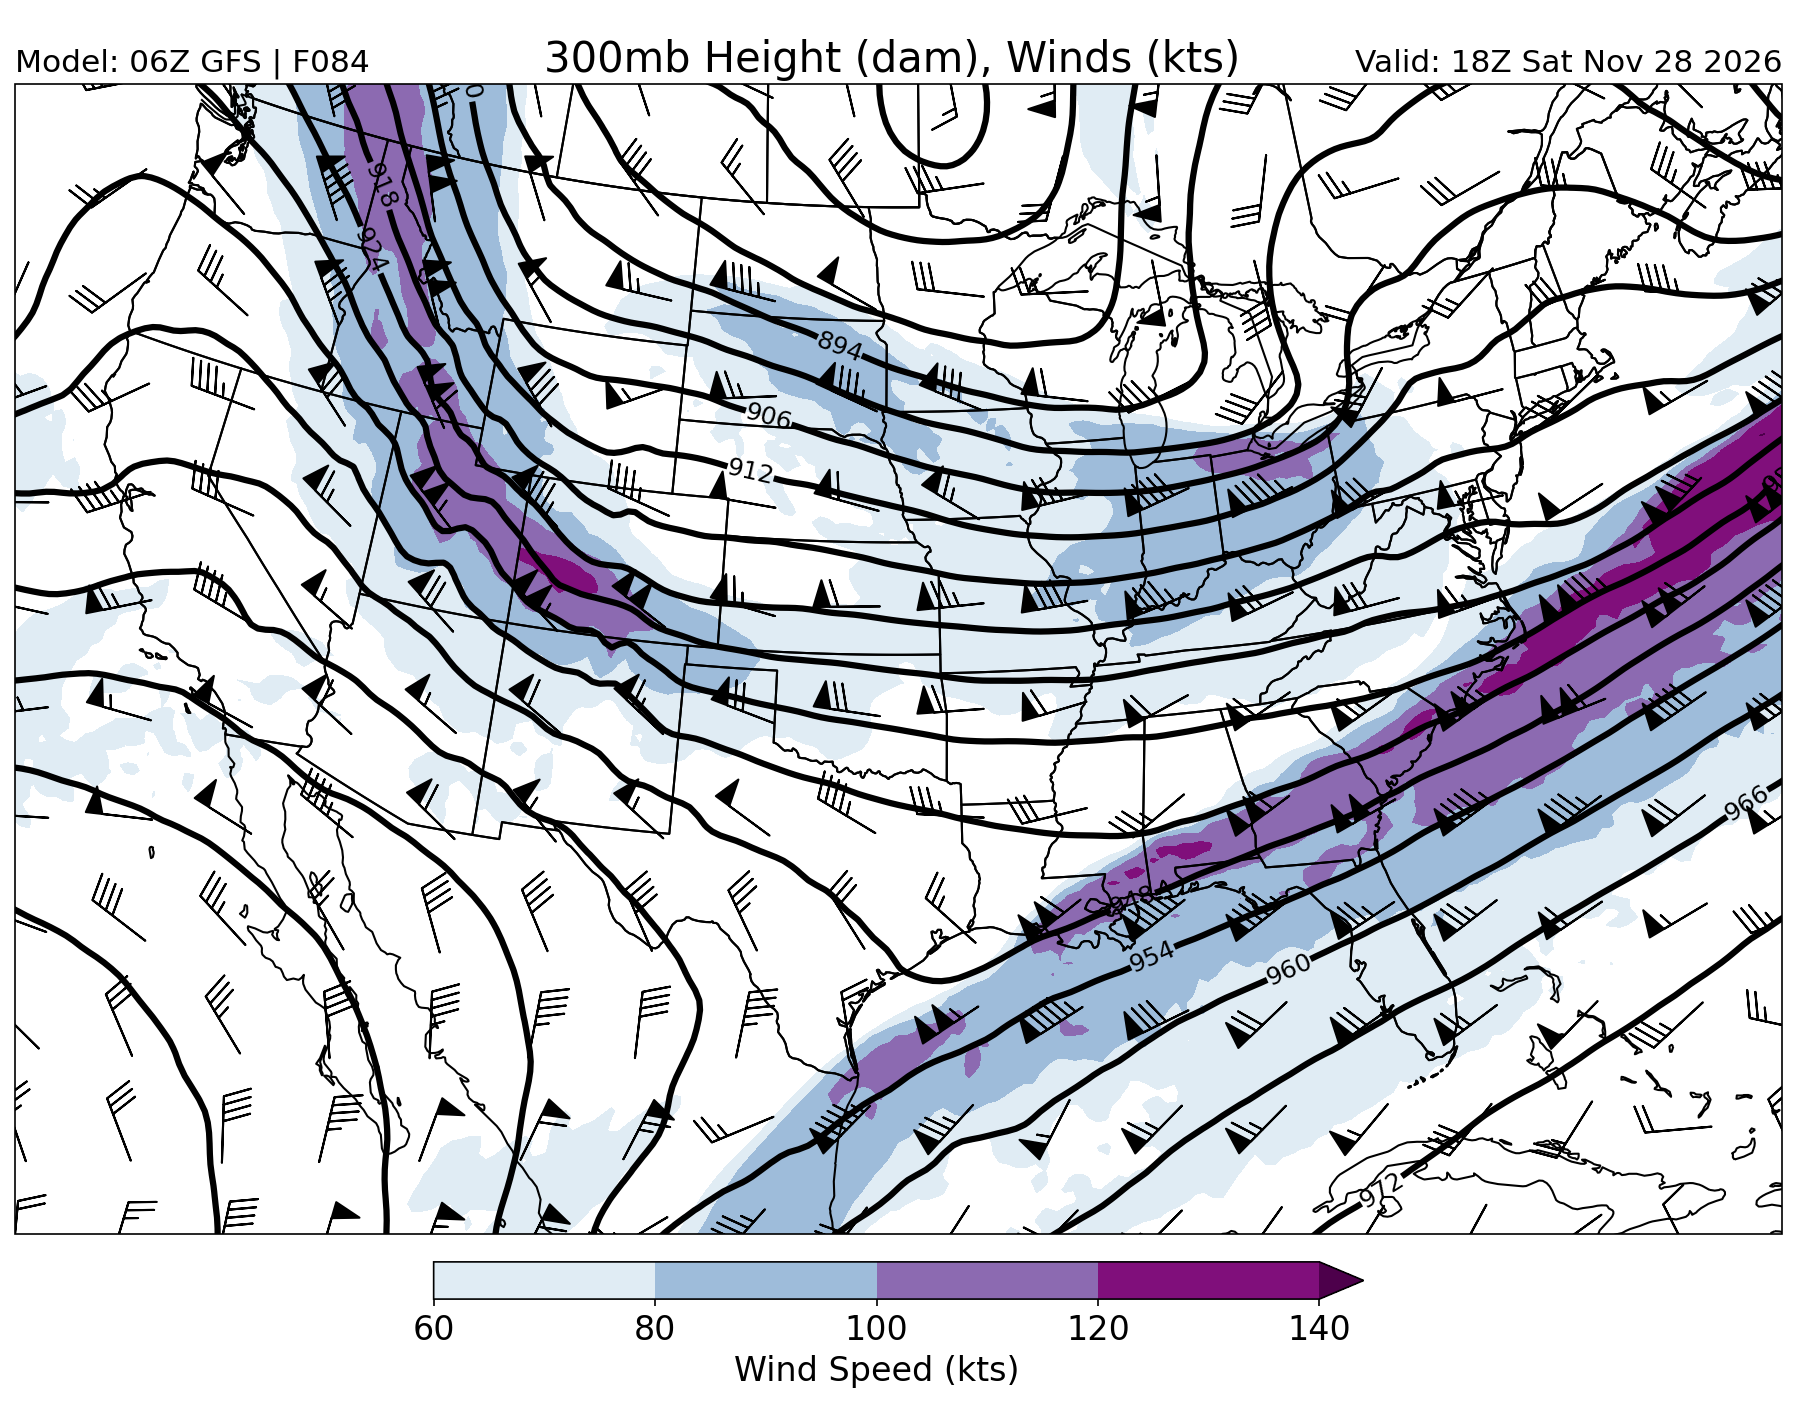 Model: 06Z GFS | F084
300mb Height (dam), Winds (kts)
Valid: 18Z Sat Nov 28 2026
918
924
894
906
912
948
954
960
966
972
60 80 100 120 140
Wind Speed (kts)